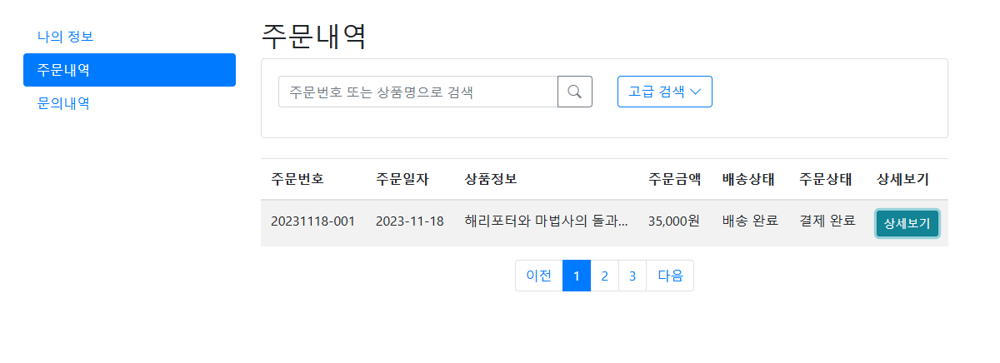 나의 정보
주문내역
문의내역
주문내역
주문번호 또는 상품명으로 검색
고급 검색
주문번호 주문일자 상품정보 주문금액 배송상태 주문상태 상세보기
20231118-001 2023-11-18 해리포터와 마법사의 돌과... 35,000원 배송 완료 결제 완료 상세보기
이전 1 2 3 다음